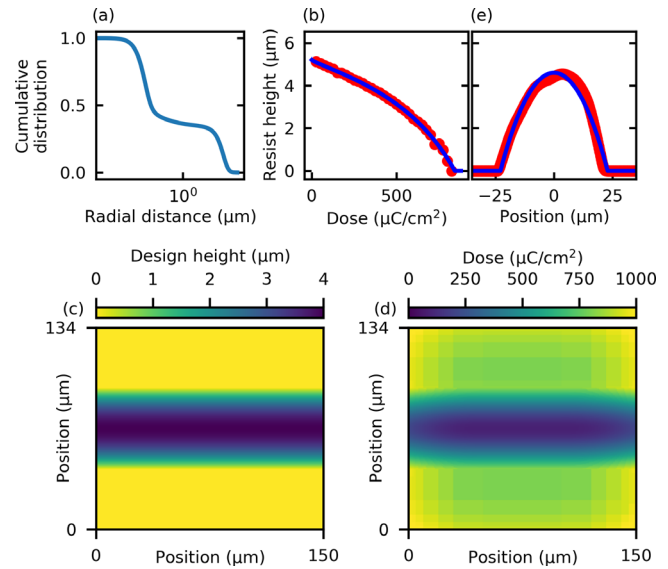 (a)
(b)
(e)
1.0
0.5
0.0
Cumulative
distribution
10⁰
Radial distance (μm)
6
4
2
0
Resist height (μm)
0
500
Dose (μC/cm²)
−25
0
25
Position (μm)
Design height (μm)
0
1
2
3
4
Dose (μC/cm²)
0
250
500
750
1000
(c)
134
0
Position (μm)
0
150
Position (μm)
(d)
134
0
Position (μm)
0
150
Position (μm)